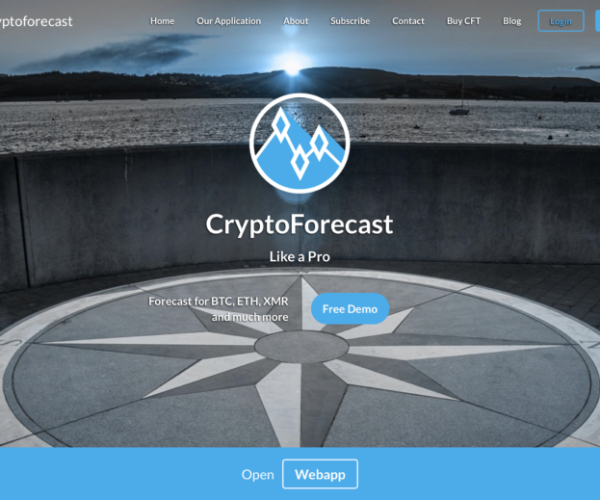 yptoforecast
Home
Our Application
About
Subscribe
Contact
Buy CFT
Blog
Login
CryptoForecast
Like a Pro
Forecast for BTC, ETH, XMR
and much more
Free Demo
Open
Webapp